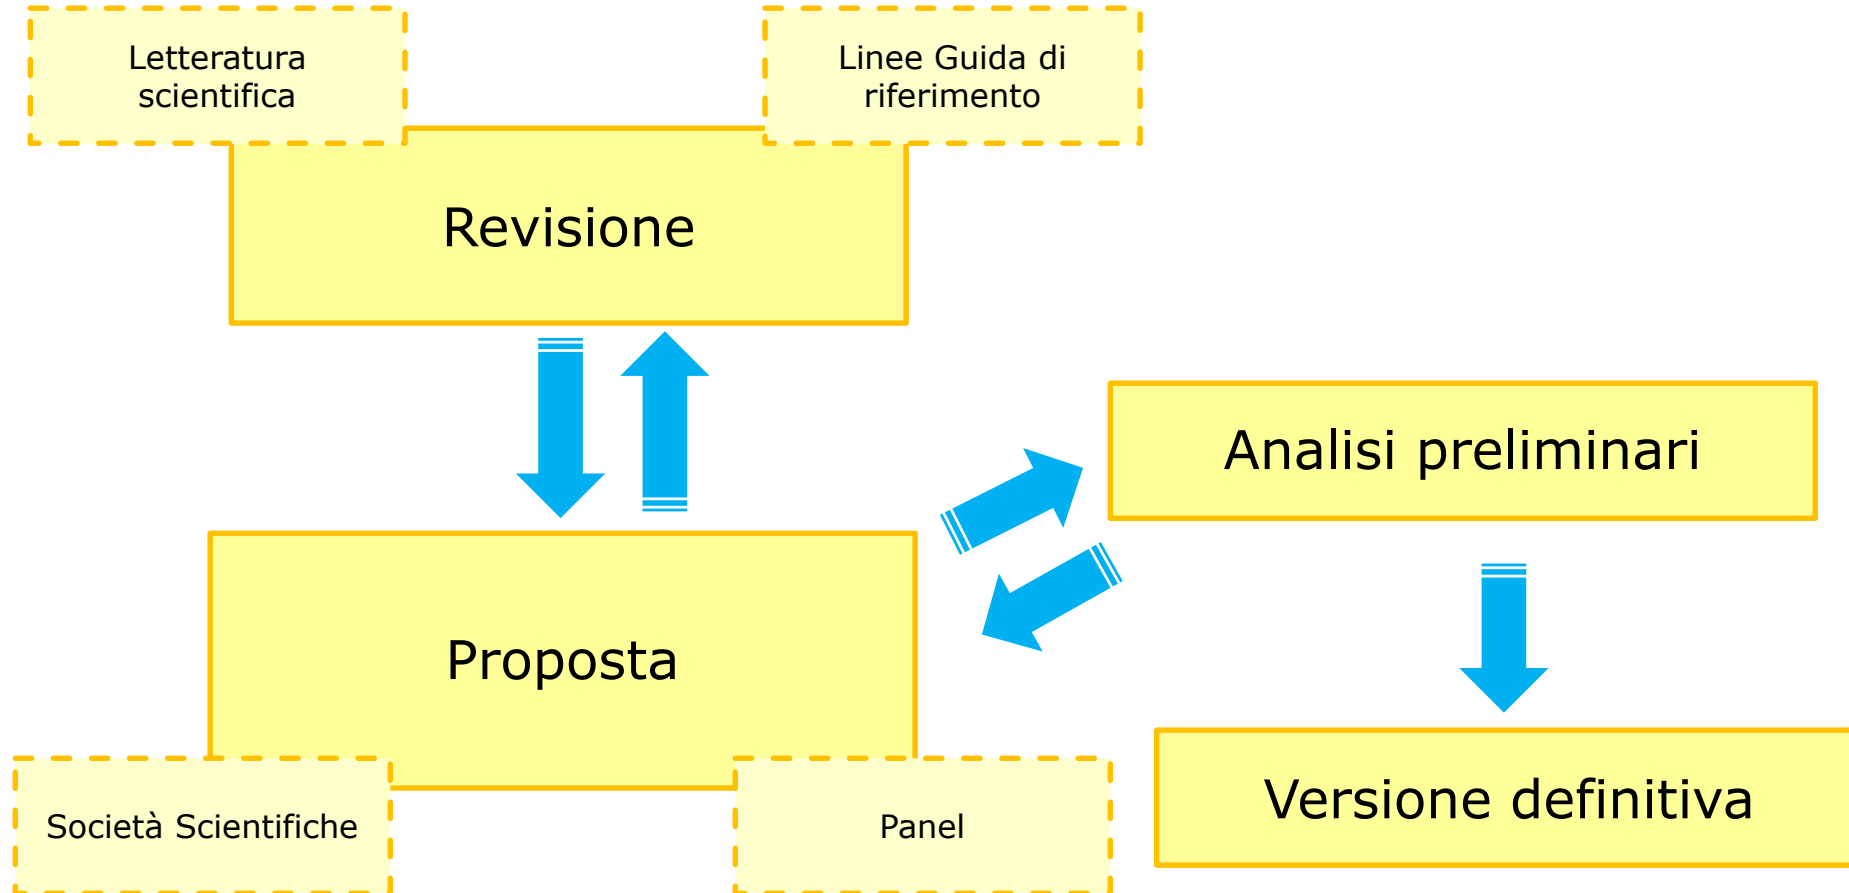 Letteratura
scientifica
Linee Guida di
riferimento
Revisione
Analisi preliminari
Proposta
Versione definitiva
Società Scientifiche
Panel